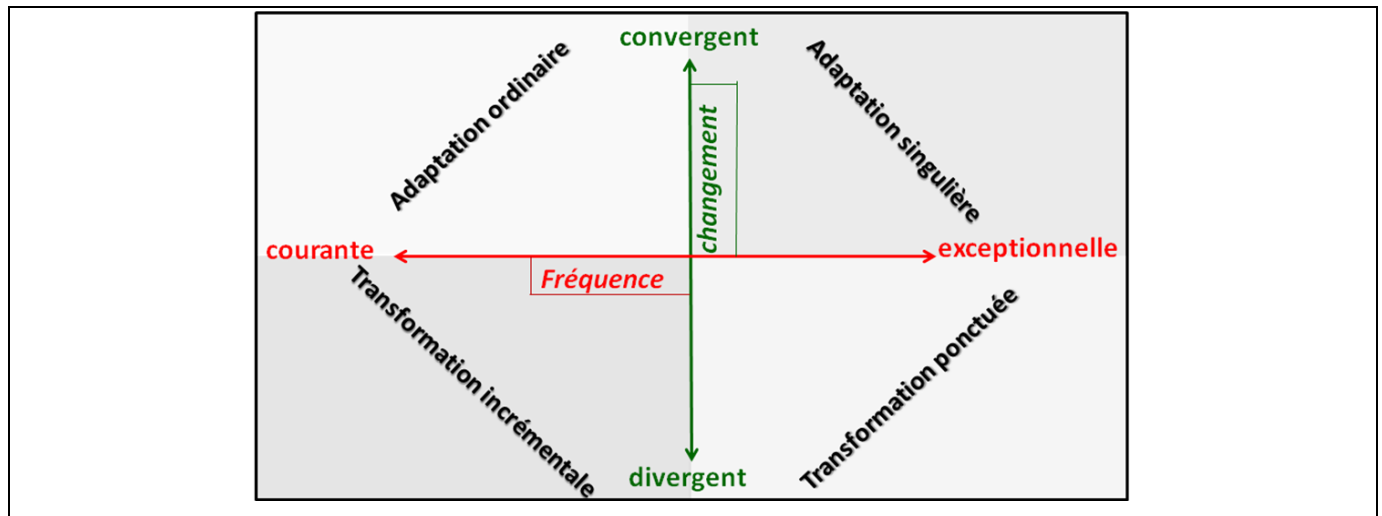 convergent
Adaptation ordinaire
Adaptation singulière
changement
courante
exceptionnelle
Fréquence
Transformation incrémentale
Transformation ponctuée
divergent